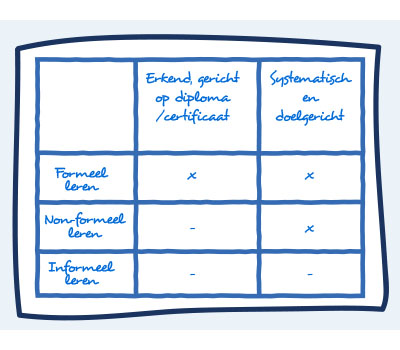 Erkend, gericht
op diploma
/certificaat
Systematisch
en
doelgericht
Formeel
leren
x
x
Non-formeel
leren
-
x
Informeel
leren
-
-